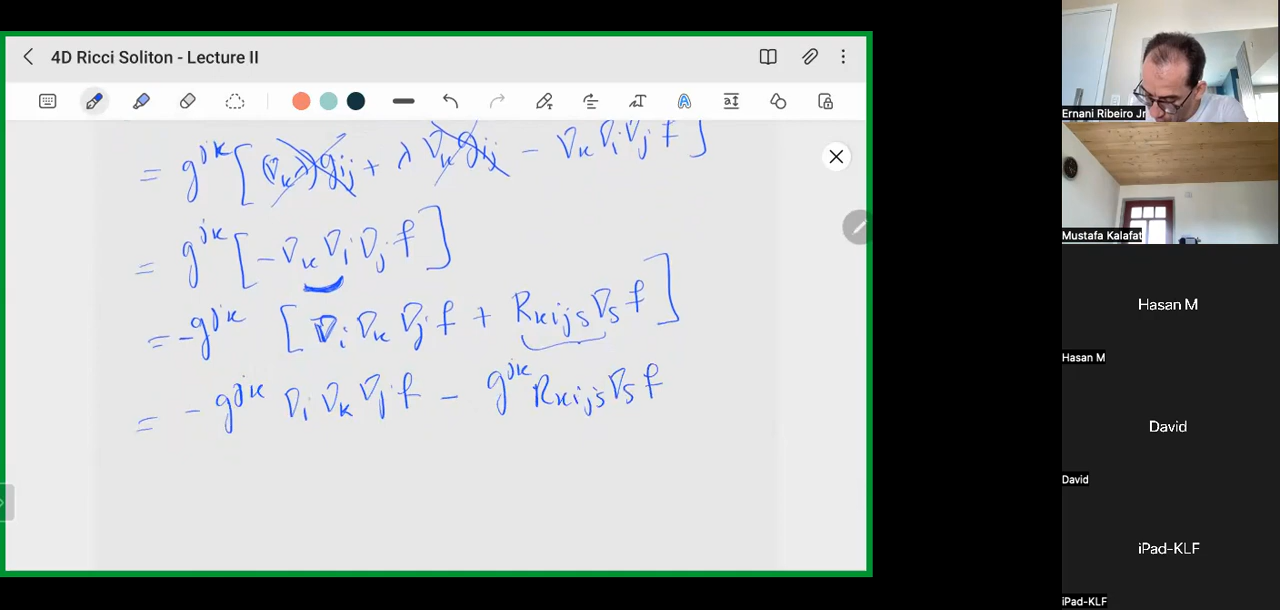 4D Ricci Soliton - Lecture II
= g^{jk} [ (∇_k λ) g_{ij} + λ ∇_k g_{ij} - ∇_k ∇_i ∇_j f ]
= g^{jk} [ - ∇_k ∇_i ∇_j f ]
= - g^{jk} [ ∇_i ∇_k ∇_j f + R_{kijs} ∇_s f ]
= - g^{jk} ∇_i ∇_k ∇_j f - g^{jk} R_{kijs} ∇_s f
Ernani Ribeiro Jr
Mustafa Kalafat
Hasan M
Hasan M
David
David
iPad-KLF
iPad-KLF